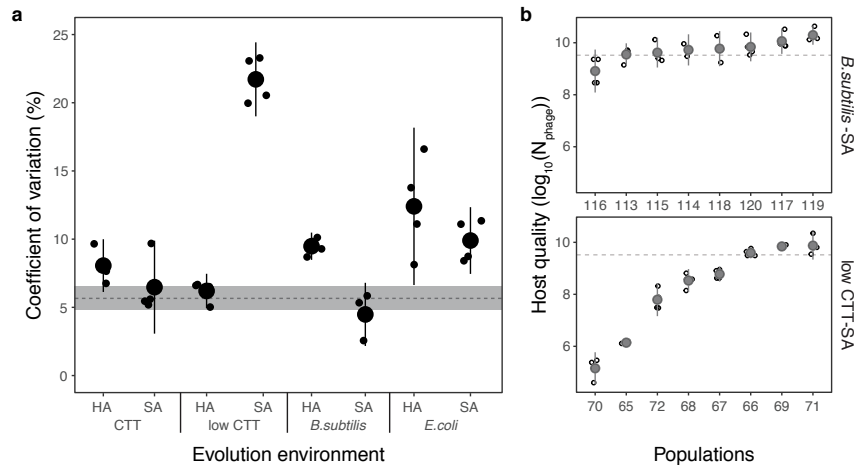 a
Coefficient of variation (%)
25
20
15
10
5
0
HA SA HA SA HA SA HA SA
CTT low CTT B.subtilis E.coli
Evolution environment
b
Host quality (log10(Nphage))
10
8
6
116 113 115 114 118 120 117 119
B.subtilis -SA
10
8
6
70 65 72 68 67 66 69 71
low CTT-SA
Populations